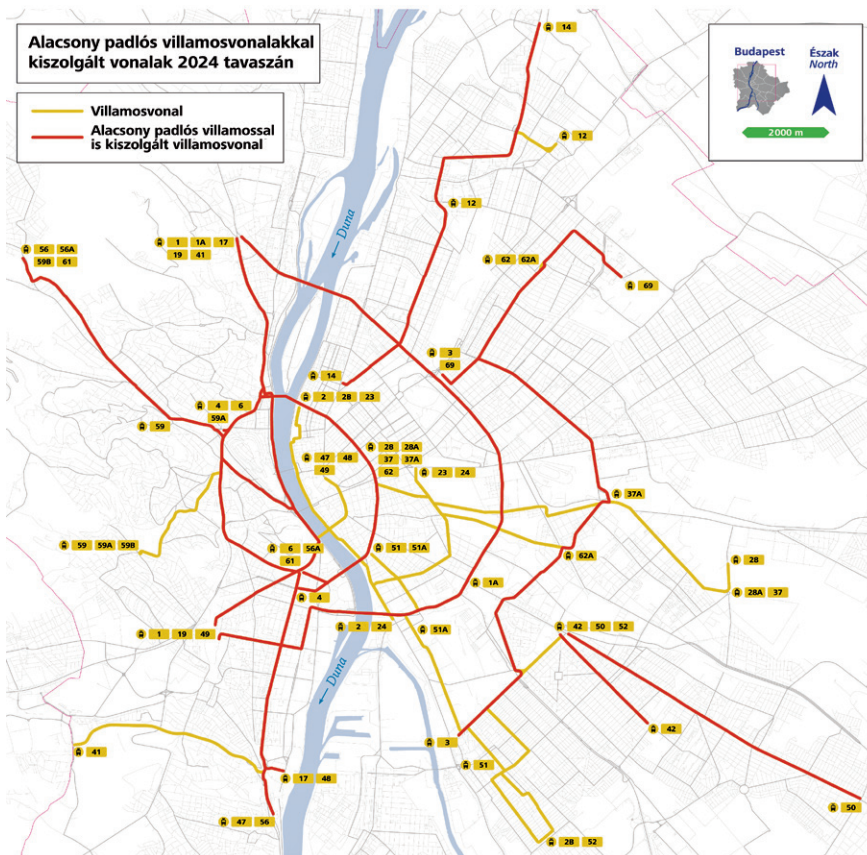 Alacsony padlós villamosvonalakkal
kiszolgált vonalak 2024 tavaszán
Villamosvonal
Alacsony padlós villamossal
is kiszolgált villamosvonal
Budapest
Észak
North
2000 m
14
12
12
56 56A
59B 61
1 1A 17
19 41
Duna
62 62A
69
3
69
14
2 2B 23
4 6
59A
59
47 48
49
28 28A
37 37A
62
23 24
37A
59 59A 59B
6 56A
61
51 51A
62A
28
28A 37
1A
4
1 19 49
2 24
51A
42 50 52
Duna
41
3
42
51
17 48
50
47 56
2B 52